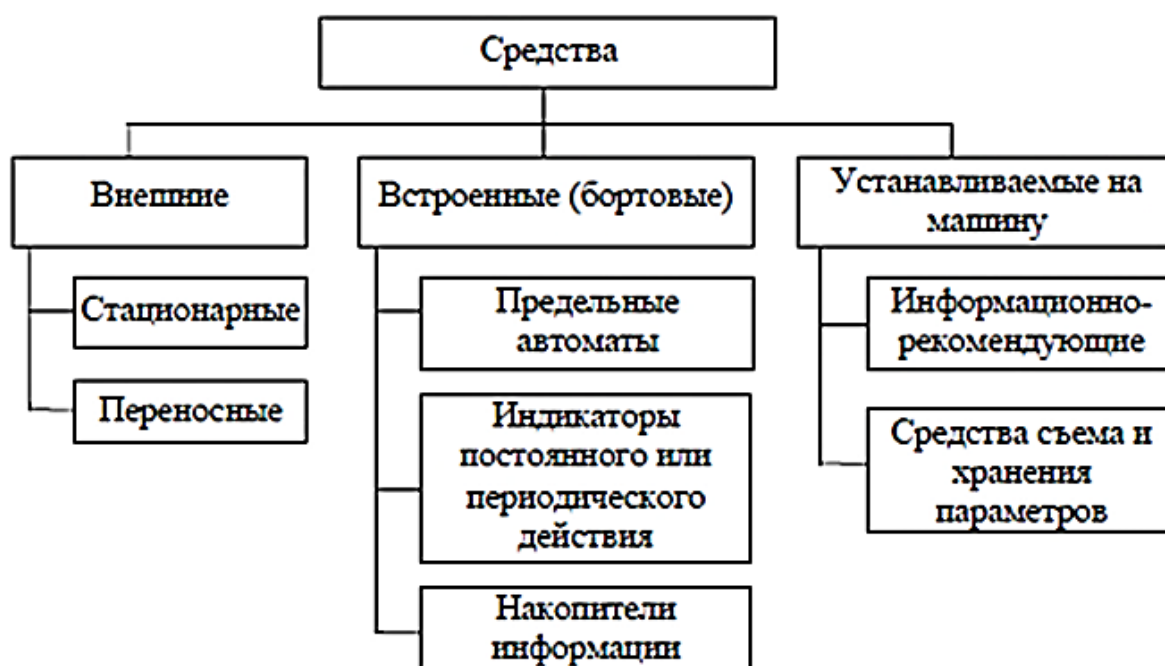 Средства
Внешние
Стационарные
Переносные
Встроенные (бортовые)
Предельные
автоматы
Индикаторы
постоянного или
периодического
действия
Накопители
информации
Устанавливаемые на
машину
Информационно-
рекомендующие
Средства съема и
хранения
параметров